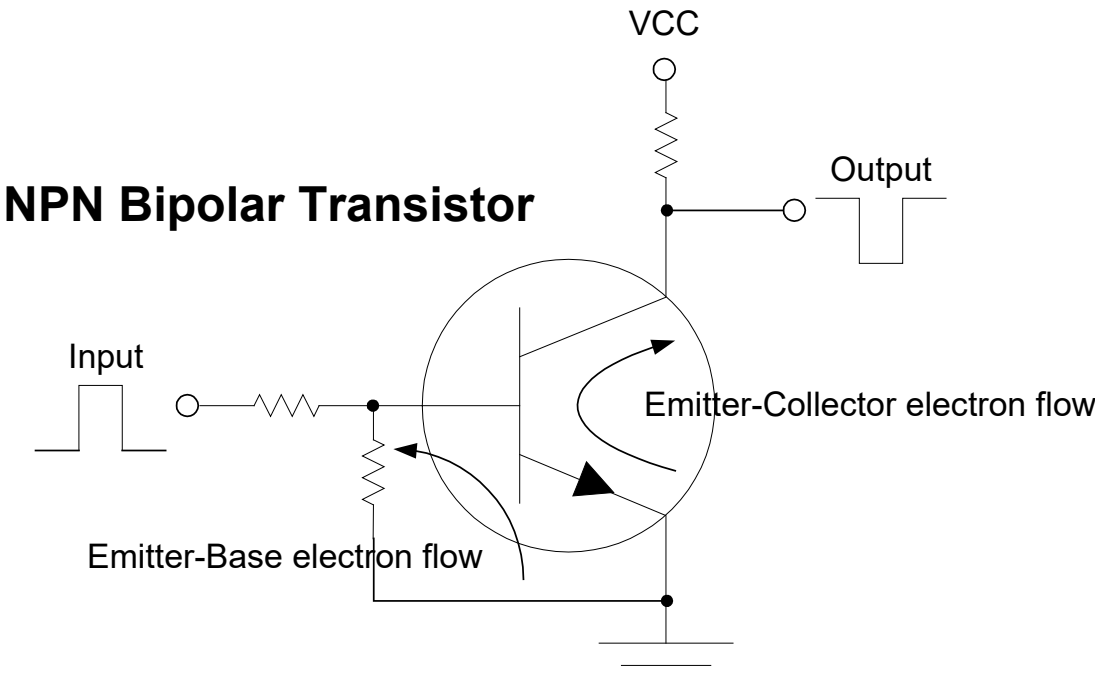 VCC
Output
NPN Bipolar Transistor
Input
Emitter-Collector electron flow
Emitter-Base electron flow